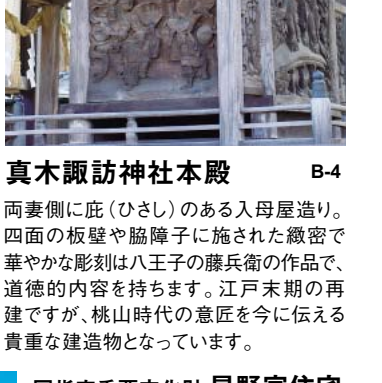 真木諏訪神社本殿 B-4
両妻側に庇（ひさし）のある入母屋造り。
四面の板壁や脇障子に施された緻密で
華やかな彫刻は八王子の藤兵衛の作品で、
道徳的内容を持ちます。江戸末期の再
建ですが、桃山時代の意匠を今に伝える
貴重な建造物となっています。